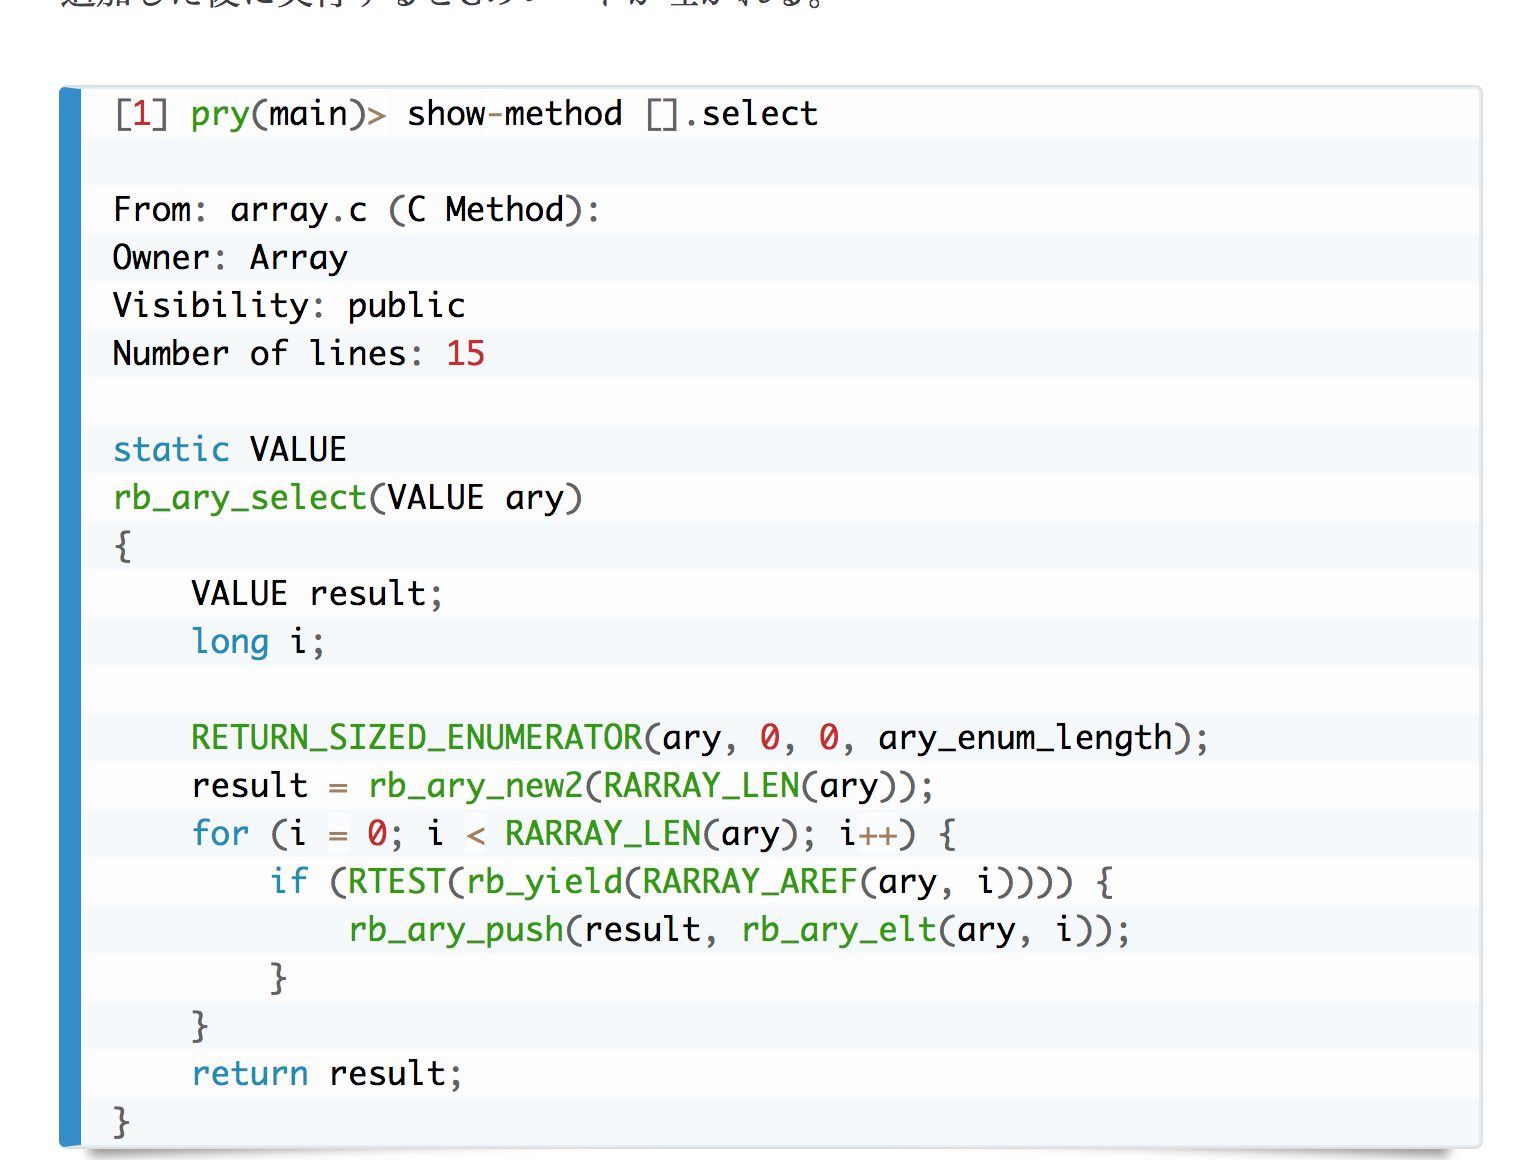 [1] pry(main)> show-method [].select
From: array.c (C Method):
Owner: Array
Visibility: public
Number of lines: 15
static VALUE
rb_ary_select(VALUE ary)
{
    VALUE result;
    long i;
    RETURN_SIZED_ENUMERATOR(ary, 0, 0, ary_enum_length);
    result = rb_ary_new2(RARRAY_LEN(ary));
    for (i = 0; i < RARRAY_LEN(ary); i++) {
        if (RTEST(rb_yield(RARRAY_AREF(ary, i)))) {
            rb_ary_push(result, rb_ary_elt(ary, i));
        }
    }
    return result;
}